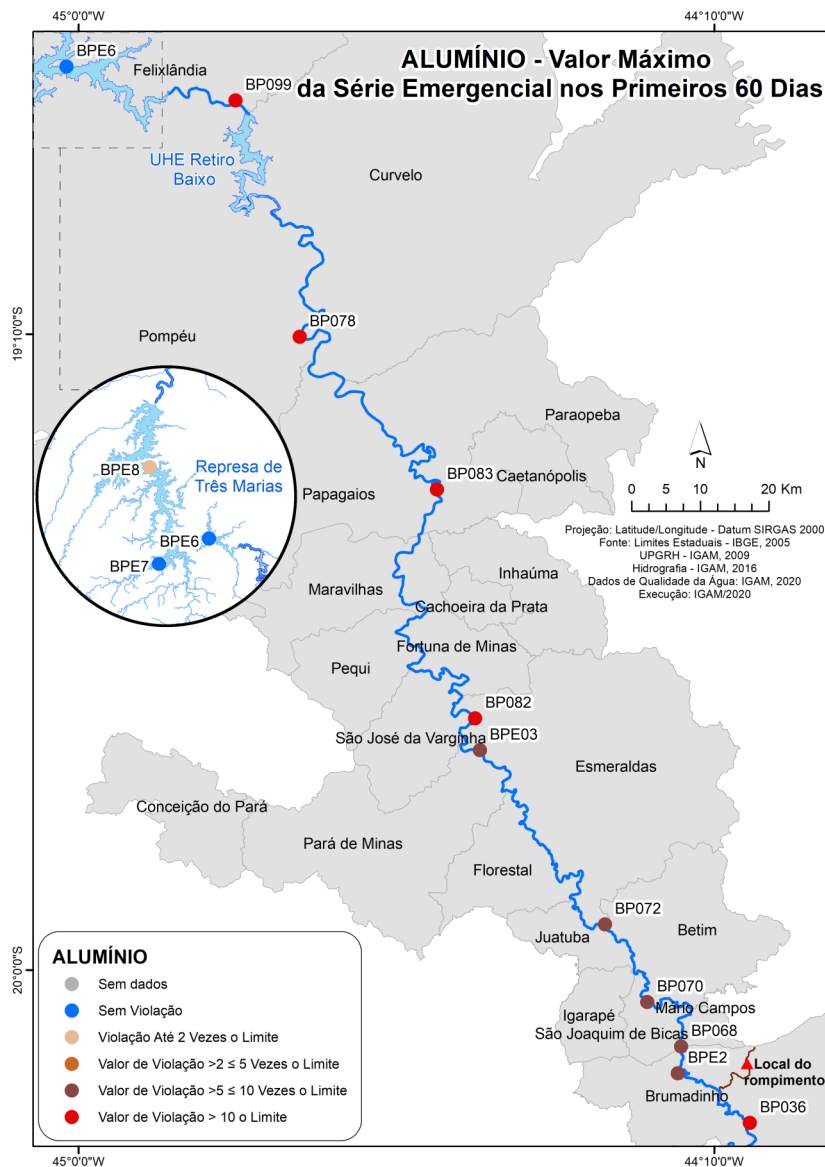 45°0'0"W
44°10'0"W
ALUMÍNIO - Valor Máximo
da Série Emergencial nos Primeiros 60 Dias
BPE6
Felixlândia
BP099
UHE Retiro
Baixo
Curvelo
19°10'0"S
BP078
Pompéu
Paraopeba
BP083
Caetanópolis
N
0 5 10 20 Km
BPE8
Represa de
Três Marias
Papagaios
BPE6
BPE7
Projeção: Latitude/Longitude - Datum SIRGAS 2000
Fonte: Limites Estaduais - IBGE, 2005
UPGRH - IGAM, 2009
Hidrografia - IGAM, 2016
Dados de Qualidade da Água: IGAM, 2020
Execução: IGAM/2020
Inhaúma
Maravilhas
Cachoeira da Prata
Fortuna de Minas
Pequi
BP082
São José da Varginha
BPE03
Esmeraldas
Conceição do Pará
Pará de Minas
Florestal
BP072
Juatuba
Betim
20°0'0"S
BP070
Igarapé
Mário Campos
São Joaquim de Bicas
BP068
BPE2
Local do
rompimento
Brumadinho
BP036
ALUMÍNIO
Sem dados
Sem Violação
Violação Até 2 Vezes o Limite
Valor de Violação >2 ≤ 5 Vezes o Limite
Valor de Violação >5 ≤ 10 Vezes o Limite
Valor de Violação > 10 o Limite
45°0'0"W
44°10'0"W